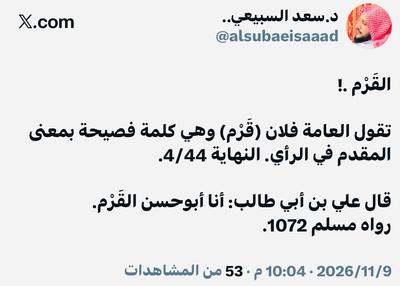 د.سعد السبيعي..
X.com
@alsubaeisaaad
القَرْم .!
تقول العامة فلان (قَرْم) وهي كلمة فصيحة بمعنى
المقدم في الرأي. النهاية 4/44.
قال علي بن أبي طالب: أنا أبوحسن القَرْم.
رواه مسلم 1072.
2026/11/9 · 10:04 م · 53 من المشاهدات